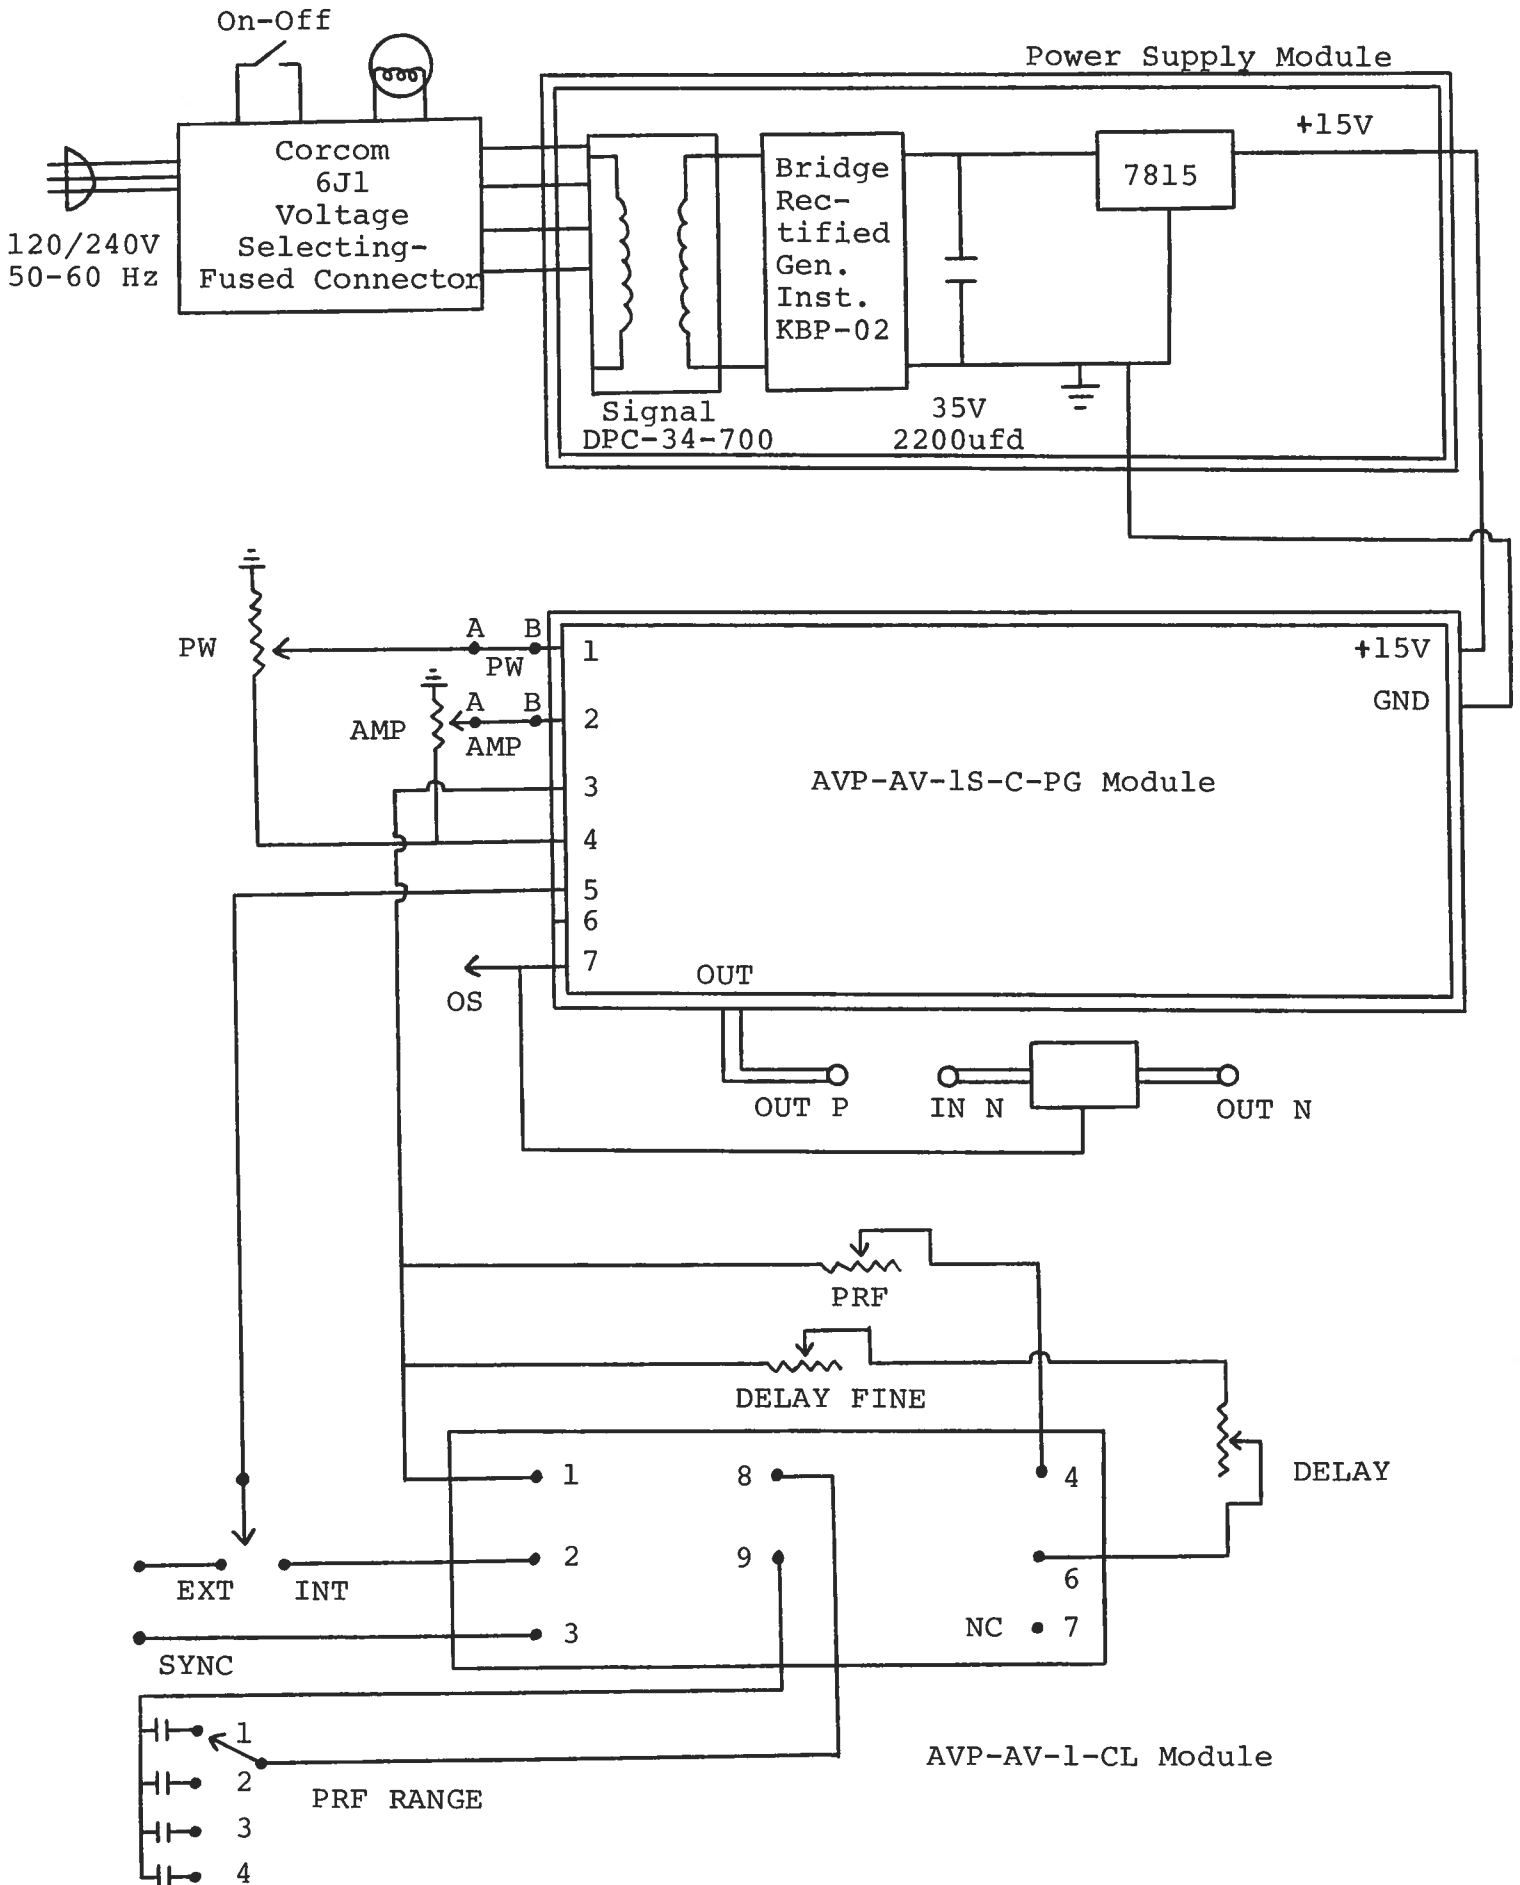 On-Off
Power Supply Module
Corcom
6J1
Voltage
Selecting-
Fused Connector
120/240V
50-60 Hz
Bridge
Rec-
tified
Gen.
Inst.
KBP-02
7815
+15V
Signal
DPC-34-700
35V
2200ufd
PW
A B
PW
1
+15V
AMP
A B
AMP
2
GND
3
AVP-AV-1S-C-PG Module
4
5
6
7
OS
OUT
OUT P
IN N
OUT N
PRF
DELAY FINE
DELAY
1
8
4
2
9
6
EXT
INT
3
NC
7
SYNC
1
2
3
4
PRF RANGE
AVP-AV-1-CL Module